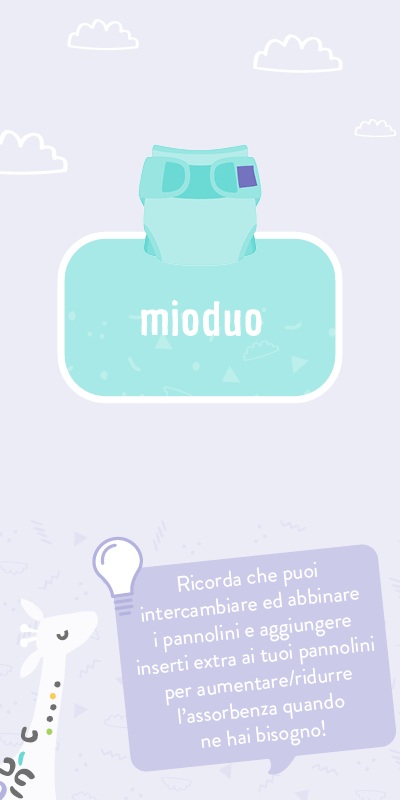 mioduo
Ricorda che puoi
intercambiare ed abbinare
i pannolini e aggiungere
inserti extra ai tuoi pannolini
per aumentare/ridurre
l'assorbenza quando
ne hai bisogno!